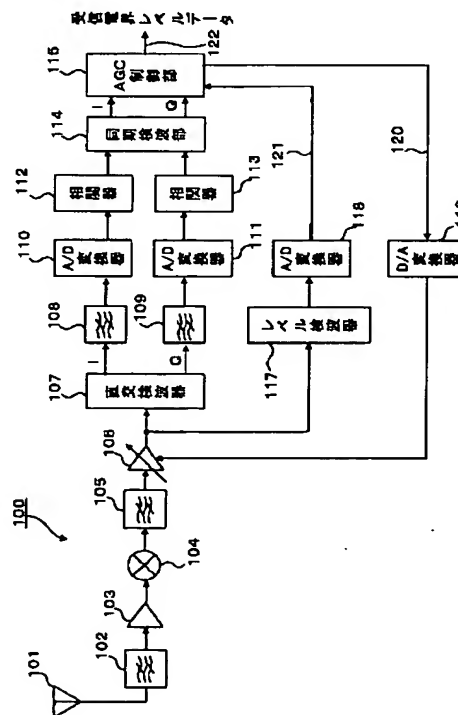 100
101
102
103
104
105
106
107
直交検波器
I
Q
108
109
110
A/D
変換器
111
A/D
変換器
112
相関器
113
相関器
114
同期検波部
I
Q
115
AGC
制御部
122
受信電界レベルデータ
117
レベル検波器
118
A/D
変換器
121
120
D/A
変換器